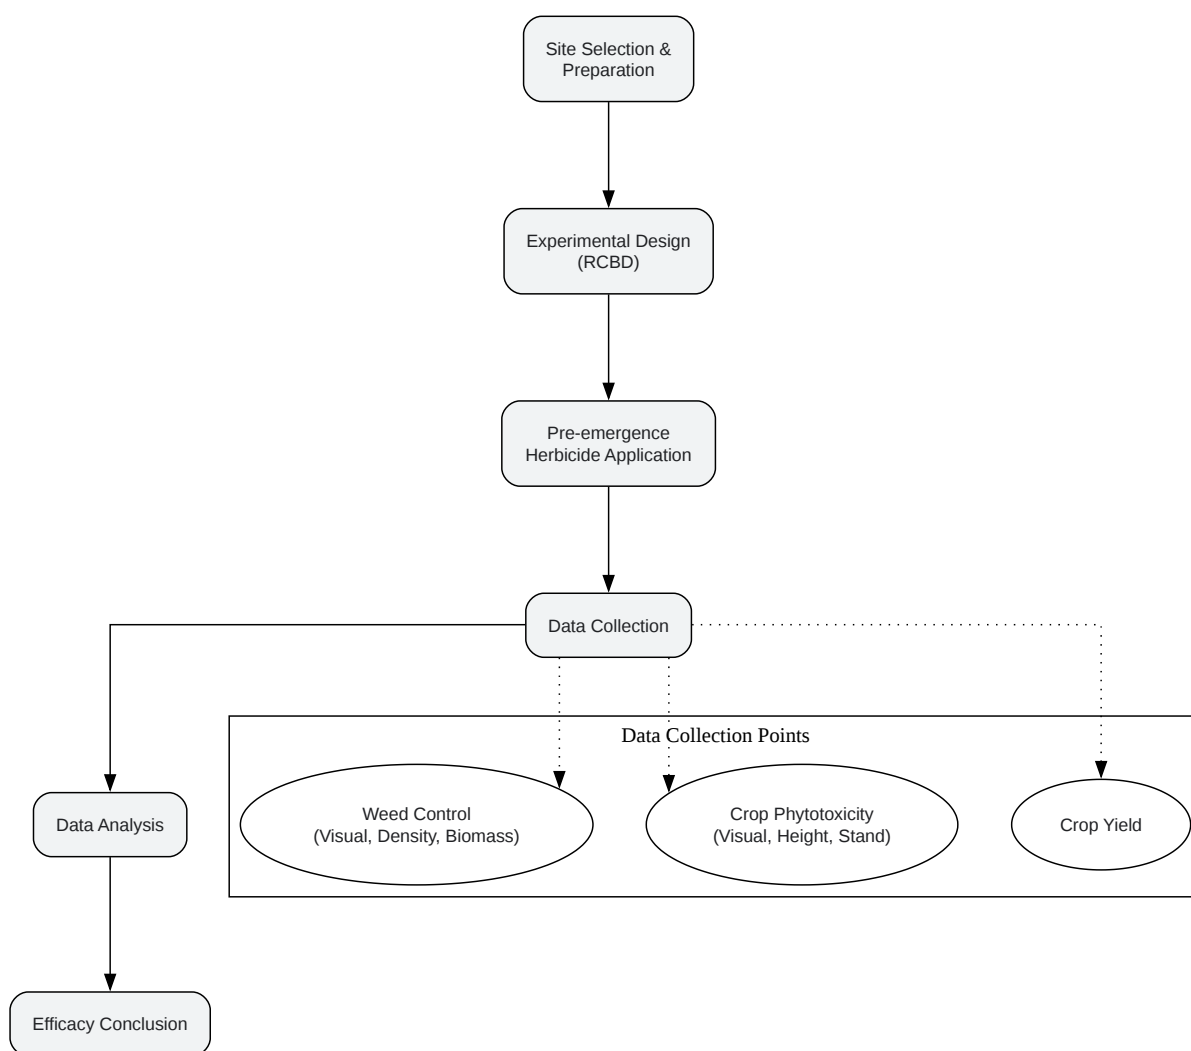 Site Selection &
Preparation
Experimental Design
(RCBD)
Pre-emergence
Herbicide Application
Data Collection
Data Collection Points
Weed Control
(Visual, Density, Biomass)
Crop Phytotoxicity
(Visual, Height, Stand)
Crop Yield
Data Analysis
Efficacy Conclusion